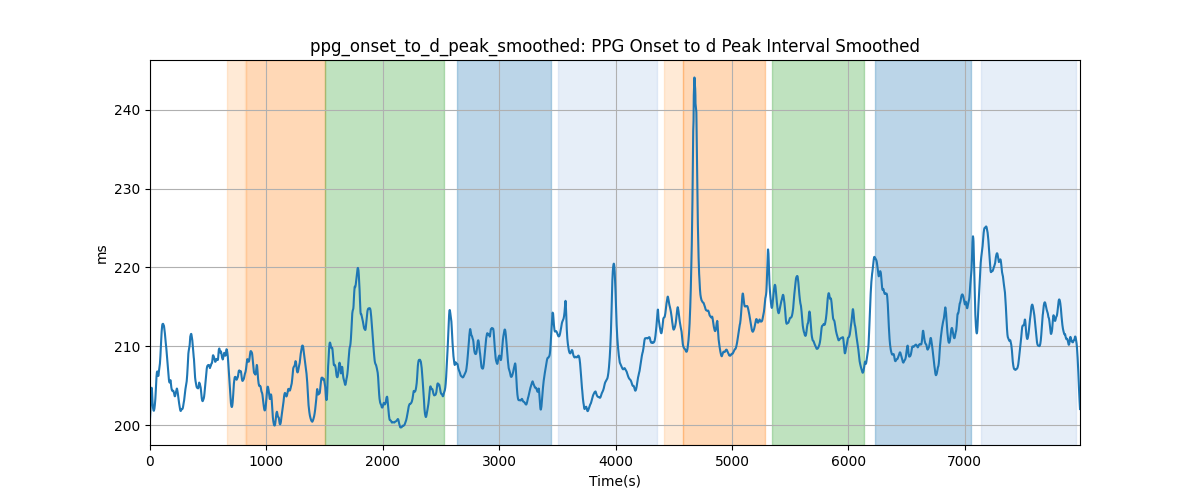 ppg_onset_to_d_peak_smoothed: PPG Onset to d Peak Interval Smoothed
240
230
220
210
200
ms
0 1000 2000 3000 4000 5000 6000 7000
Time(s)